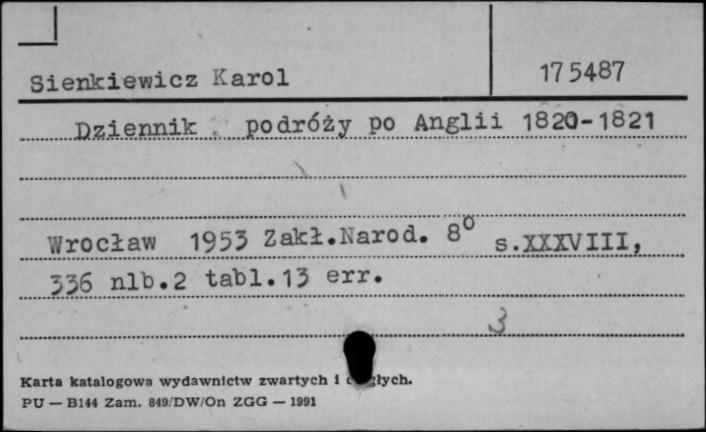 Sienkiewicz Karol 175487
Dziennik podróży po Anglii 1820-1821
Wrocław 1953 Zakł.Narod. 8⁰ s.XXXVIII,
336 nlb.2 tabl.13 err.
3
Karta katalogowa wydawnictw zwartych i
PU — B144 Zam. 849/DW/On ZGG — 1991